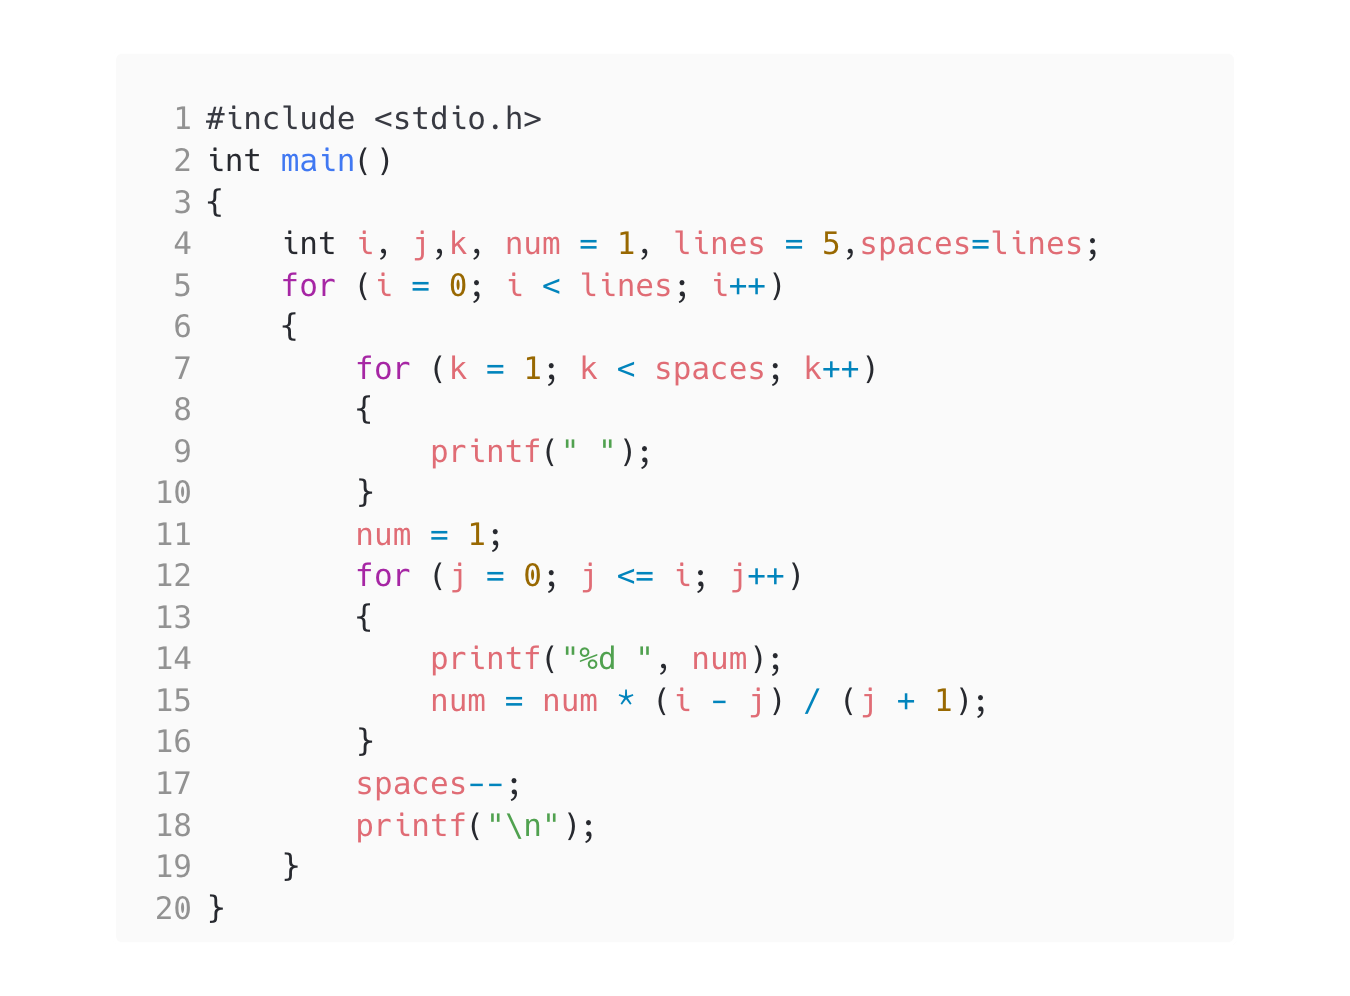 1 #include <stdio.h>
2 int main()
3 {
4     int i, j,k, num = 1, lines = 5,spaces=lines;
5     for (i = 0; i < lines; i++)
6     {
7         for (k = 1; k < spaces; k++)
8         {
9             printf(" ");
10         }
11         num = 1;
12         for (j = 0; j <= i; j++)
13         {
14             printf("%d ", num);
15             num = num * (i - j) / (j + 1);
16         }
17         spaces--;
18         printf("\n");
19     }
20 }